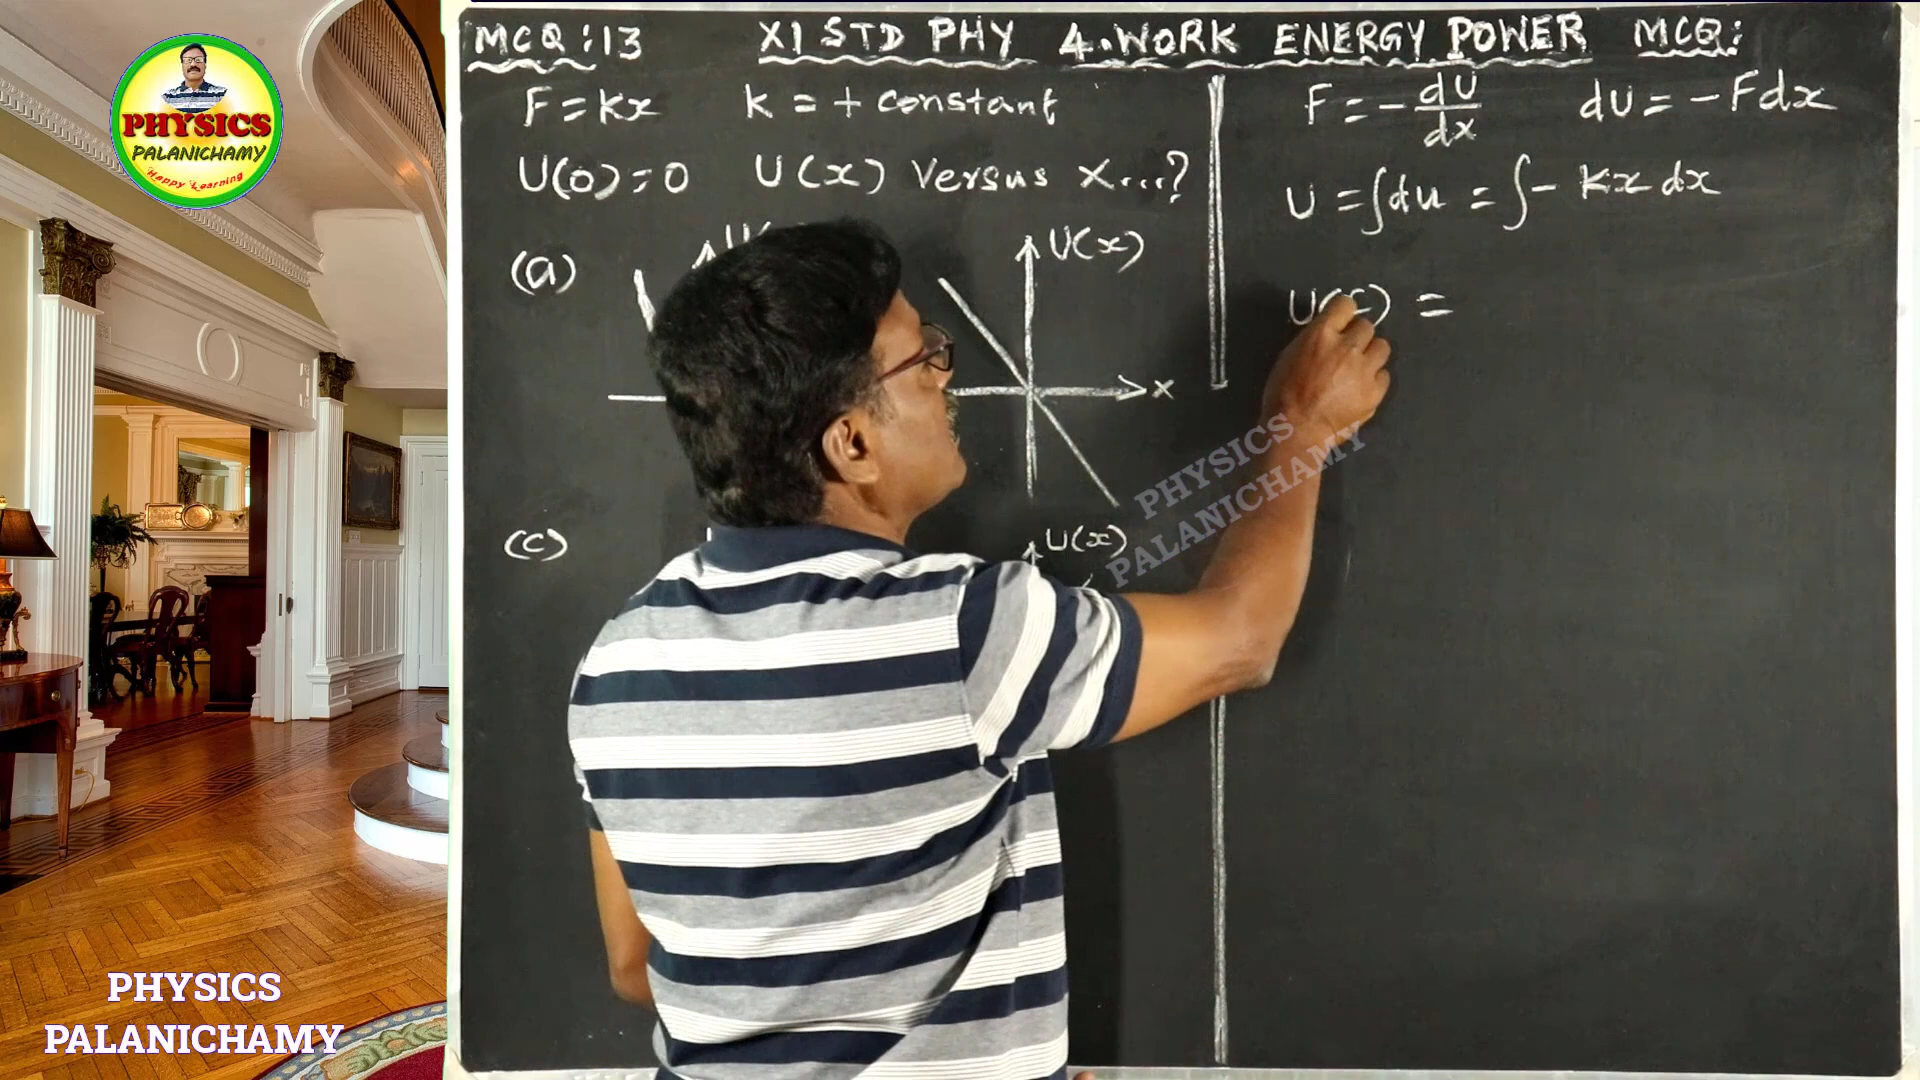 PHYSICS
PALANICHAMY
Happy Learning
MCQ:13 XI STD PHY 4.WORK ENERGY POWER MCQ:
F=kx k = + constant
U(0)=0 U(x) Versus x...?
(a)
U(x)
x
(c)
U(x)
F = - dU/dx dU = - Fdx
U = ∫du = ∫- kx dx
=
PHYSICS
PALANICHAMY
PHYSICS
PALANICHAMY